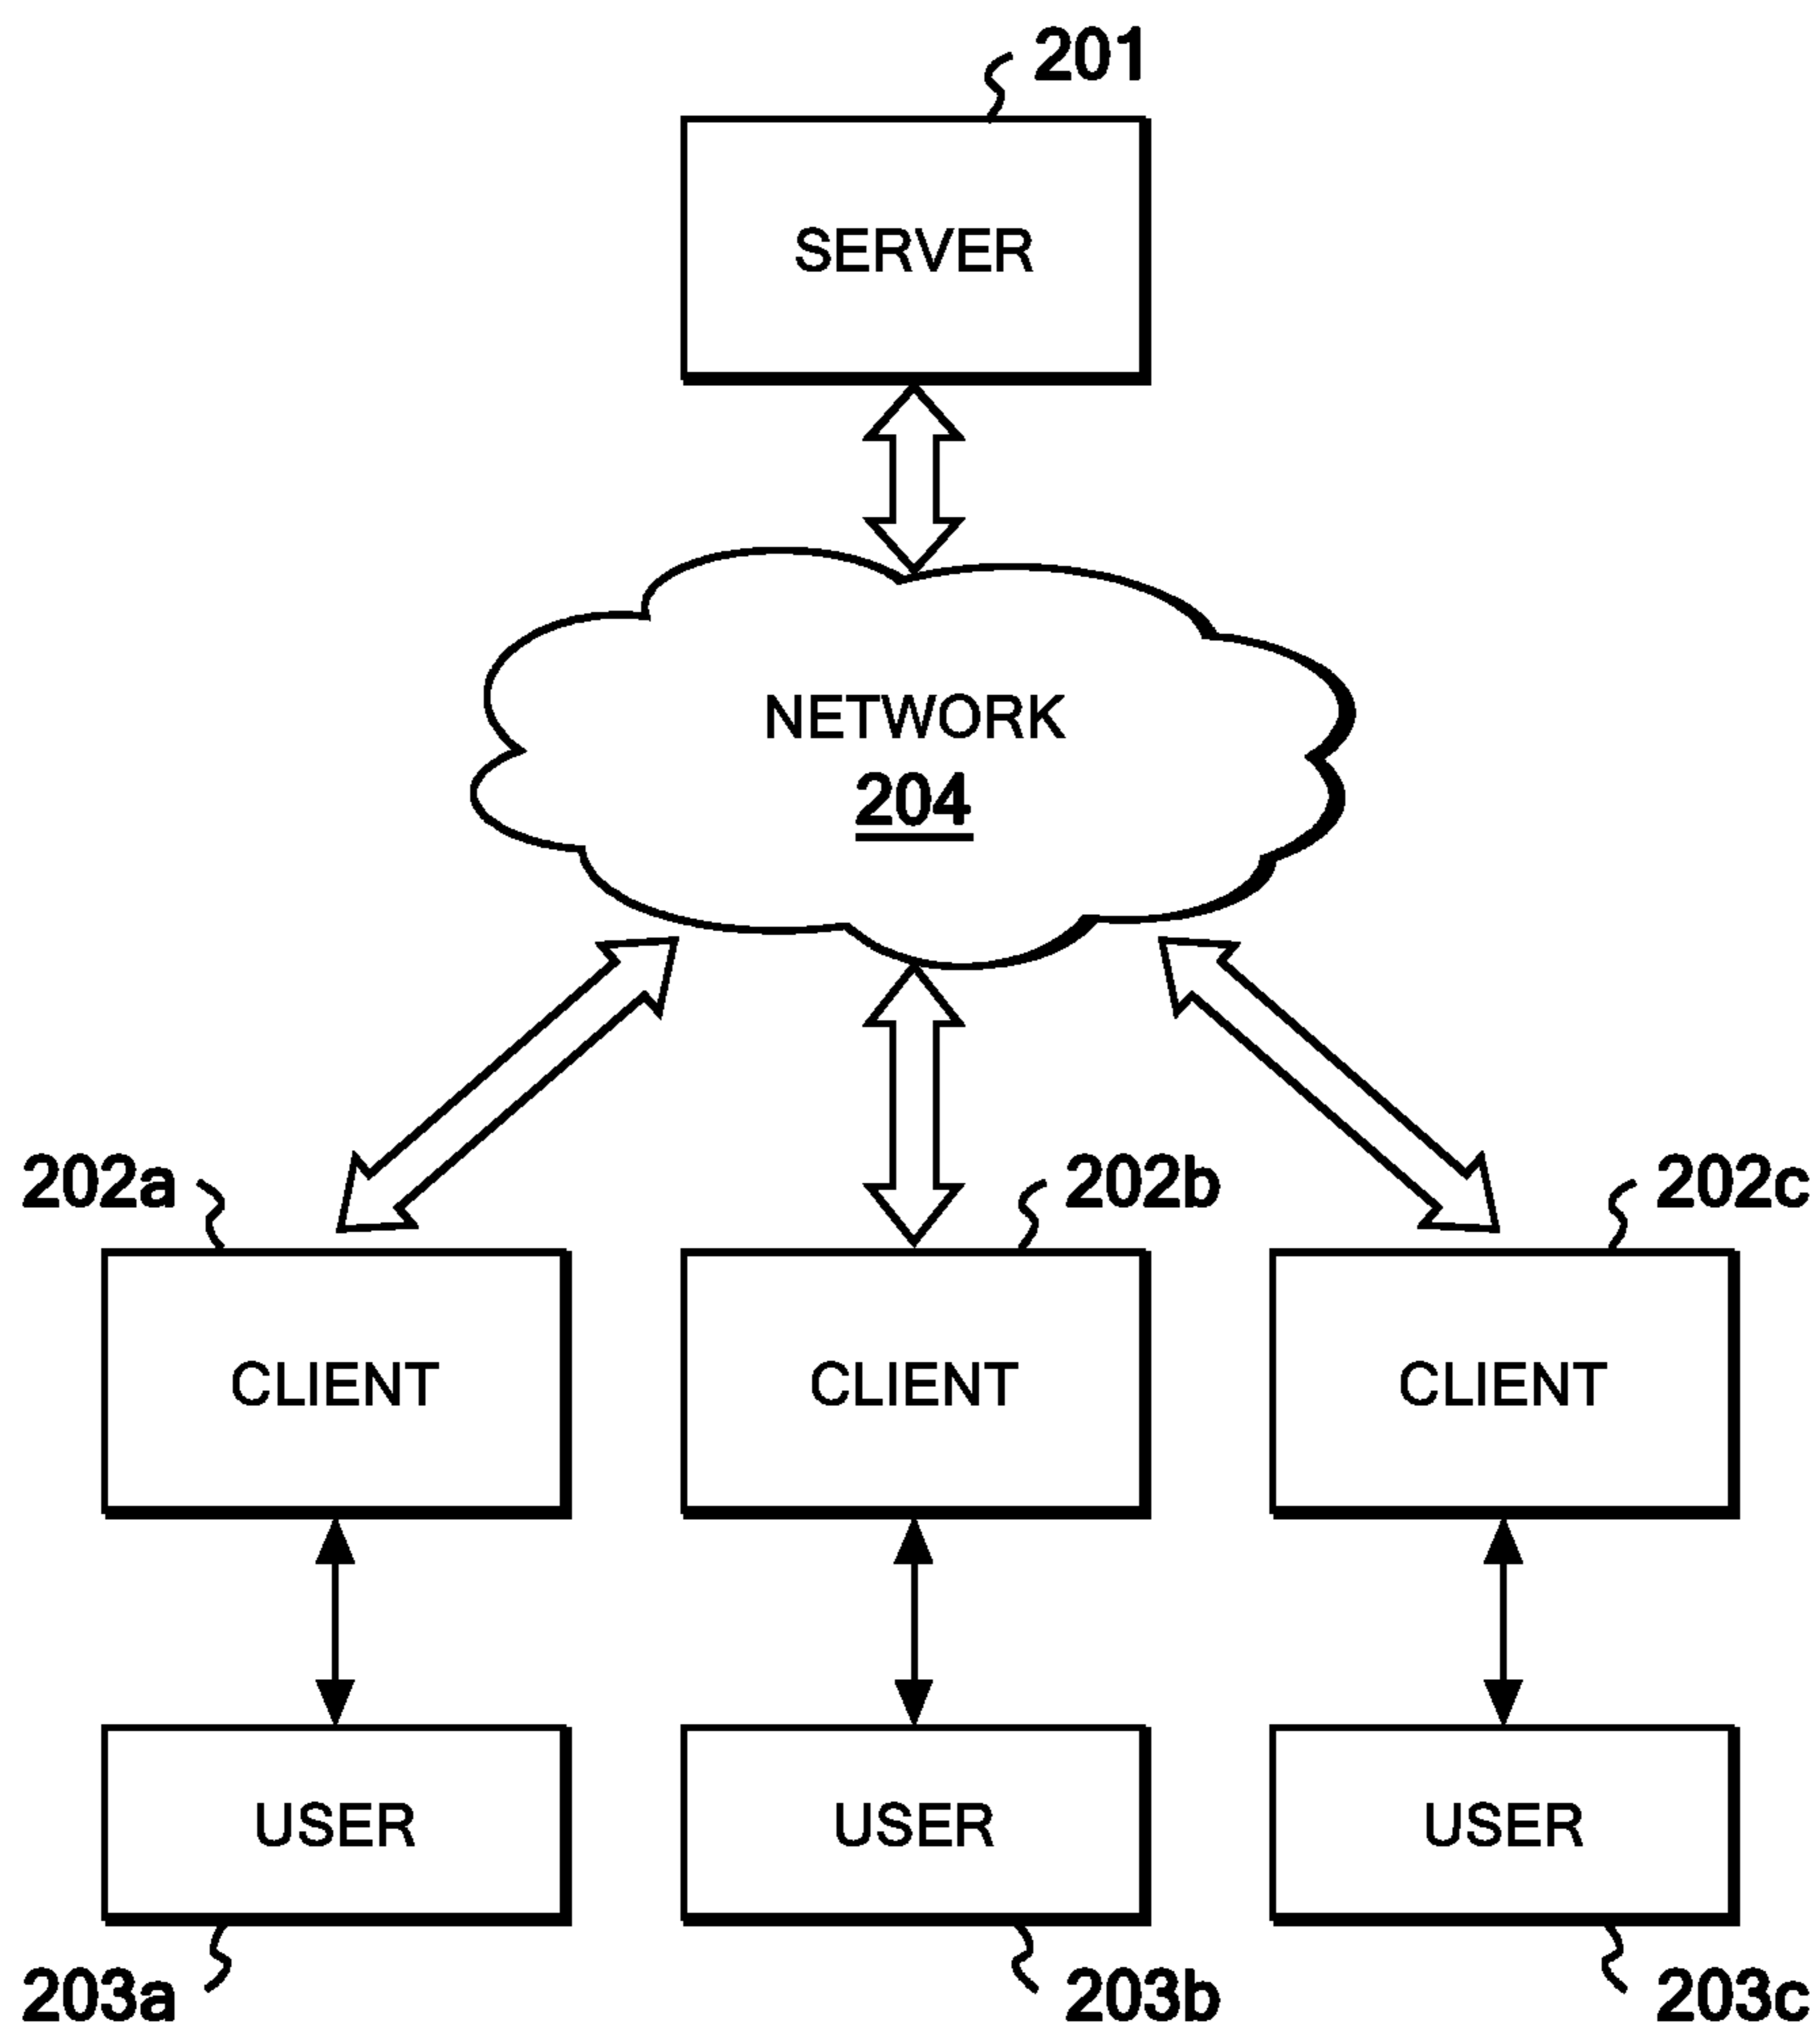 201
SERVER
NETWORK
204
202a
202b
202c
CLIENT
CLIENT
CLIENT
USER
USER
USER
203a
203b
203c